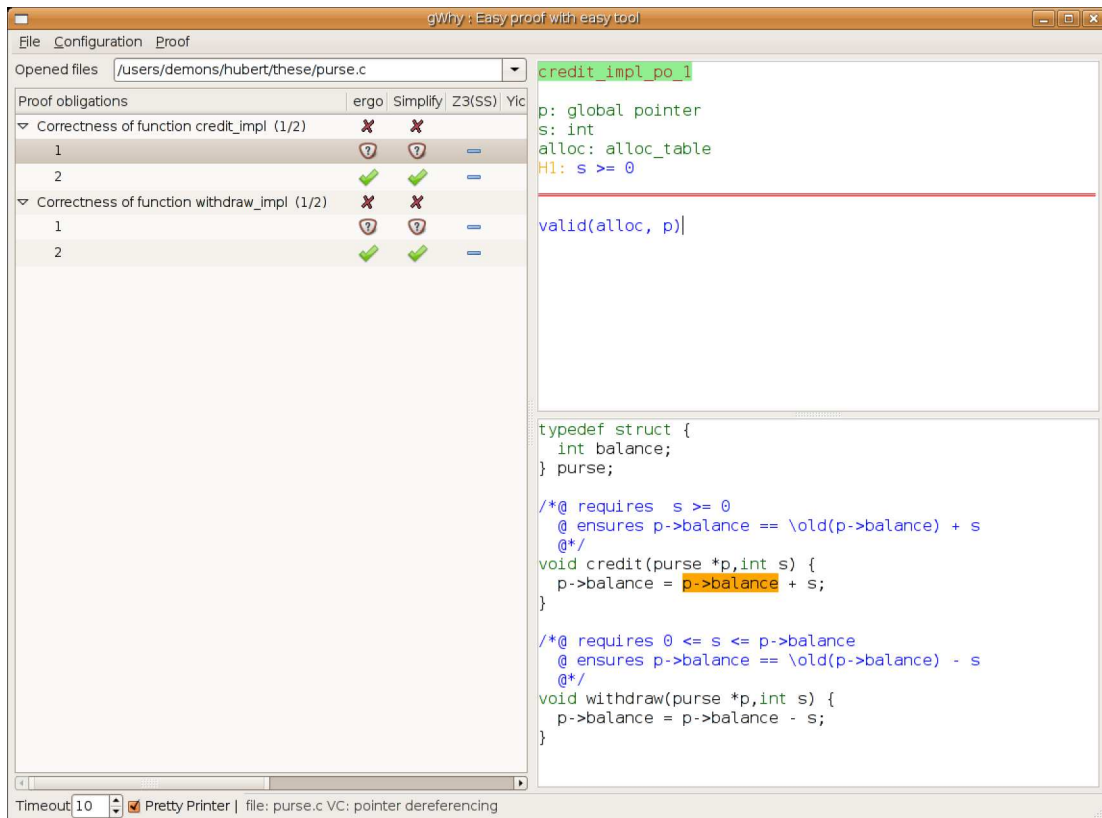 gWhy : Easy proof with easy tool
File Configuration Proof
Opened files /users/demons/hubert/these/purse.c
Proof obligations ergo Simplify Z3(SS) Yic
Correctness of function credit_impl (1/2)
1
2
Correctness of function withdraw_impl (1/2)
1
2
credit_impl_po_1
p: global pointer
s: int
alloc: alloc_table
H1: s >= 0
valid(alloc, p)
typedef struct {
int balance;
} purse;
/*@ requires  s >= 0
@ ensures p->balance == \old(p->balance) + s
@*/
void credit(purse *p,int s) {
p->balance = p->balance + s;
}
/*@ requires 0 <= s <= p->balance
@ ensures p->balance == \old(p->balance) - s
@*/
void withdraw(purse *p,int s) {
p->balance = p->balance - s;
}
Timeout 10 Pretty Printer | file: purse.c VC: pointer dereferencing